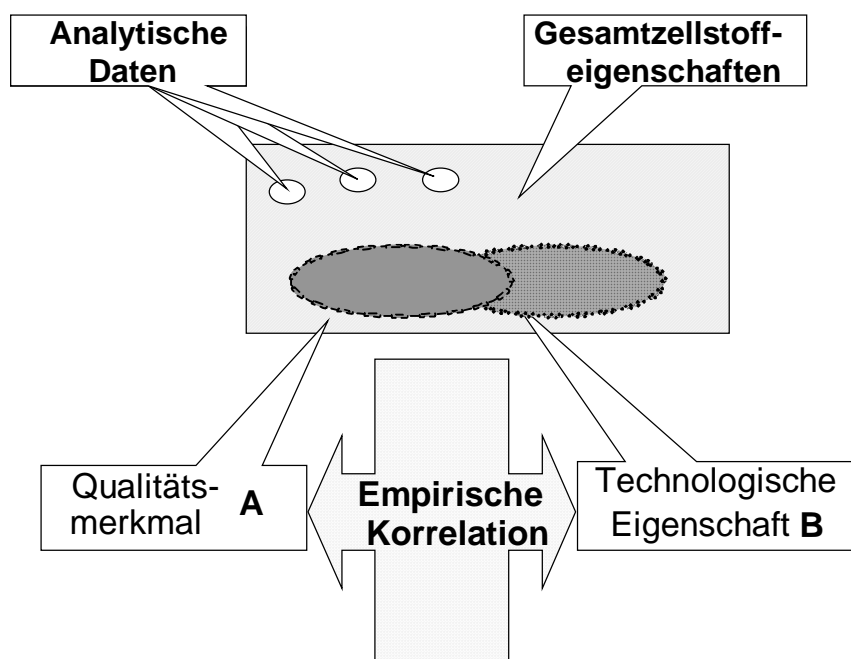 Analytische
Daten
Gesamtzellstoff-
eigenschaften
Qualitäts-
merkmal A
Empirische
Korrelation
Technologische
Eigenschaft B